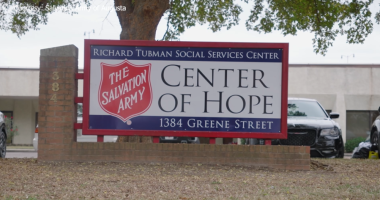 RICHARD TUBMAN SOCIAL SERVICES CENTER
THE
SALVATION
ARMY
CENTER
OF HOPE
1384 GREENE STREET